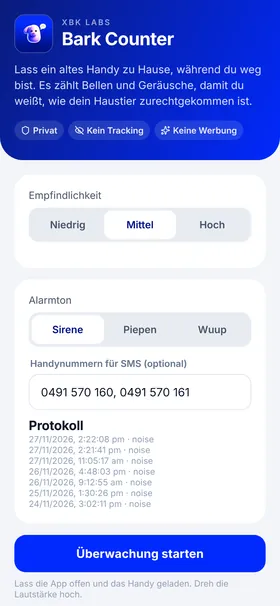 XBK LABS
Bark Counter
Lass ein altes Handy zu Hause, während du weg
bist. Es zählt Bellen und Geräusche, damit du
weißt, wie dein Haustier zurechtgekommen ist.
Privat
Kein Tracking
Keine Werbung
Empfindlichkeit
Niedrig
Mittel
Hoch
Alarmton
Sirene
Piepen
Wuup
Handynummern für SMS (optional)
0491 570 160, 0491 570 161
Protokoll
27/11/2026, 2:22:08 pm · noise
27/11/2026, 2:21:41 pm · noise
27/11/2026, 11:05:17 am · noise
26/11/2026, 4:48:03 pm · noise
26/11/2026, 9:12:55 am · noise
25/11/2026, 1:30:26 pm · noise
24/11/2026, 3:02:11 pm · noise
Überwachung starten
Lass die App offen und das Handy geladen. Dreh die
Lautstärke hoch.